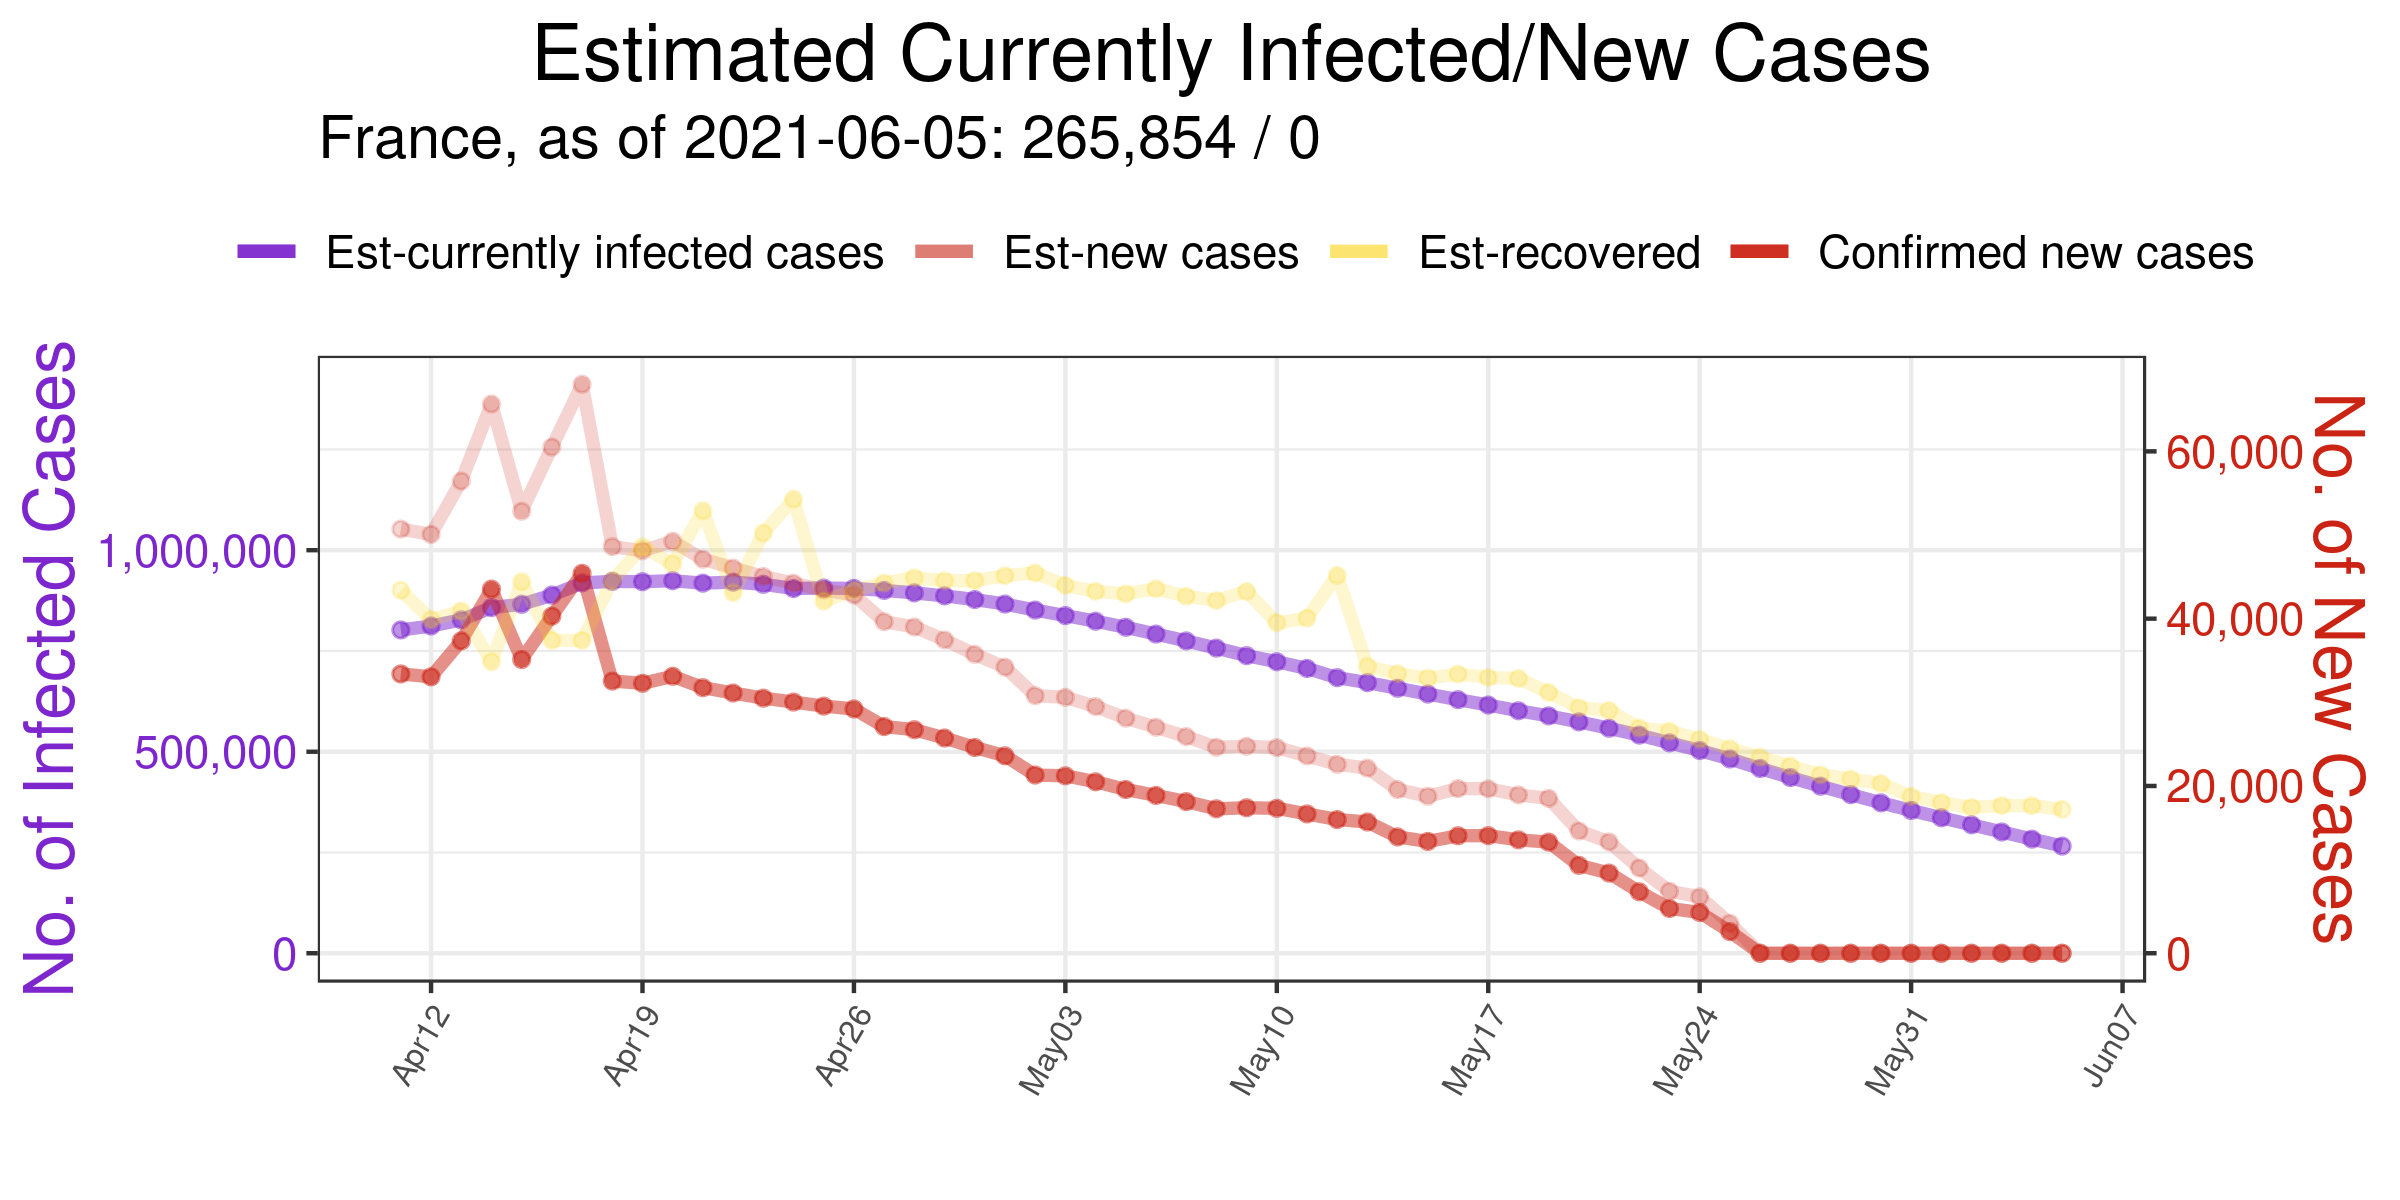 Estimated Currently Infected/New Cases
France, as of 2021-06-05: 265,854 / 0
Est-currently infected cases Est-new cases Est-recovered Confirmed new cases
No. of Infected Cases
1,000,000
500,000
0
60,000
40,000
20,000
0
No. of New Cases
Apr12 Apr19 Apr26 May03 May10 May17 May24 May31 Jun07